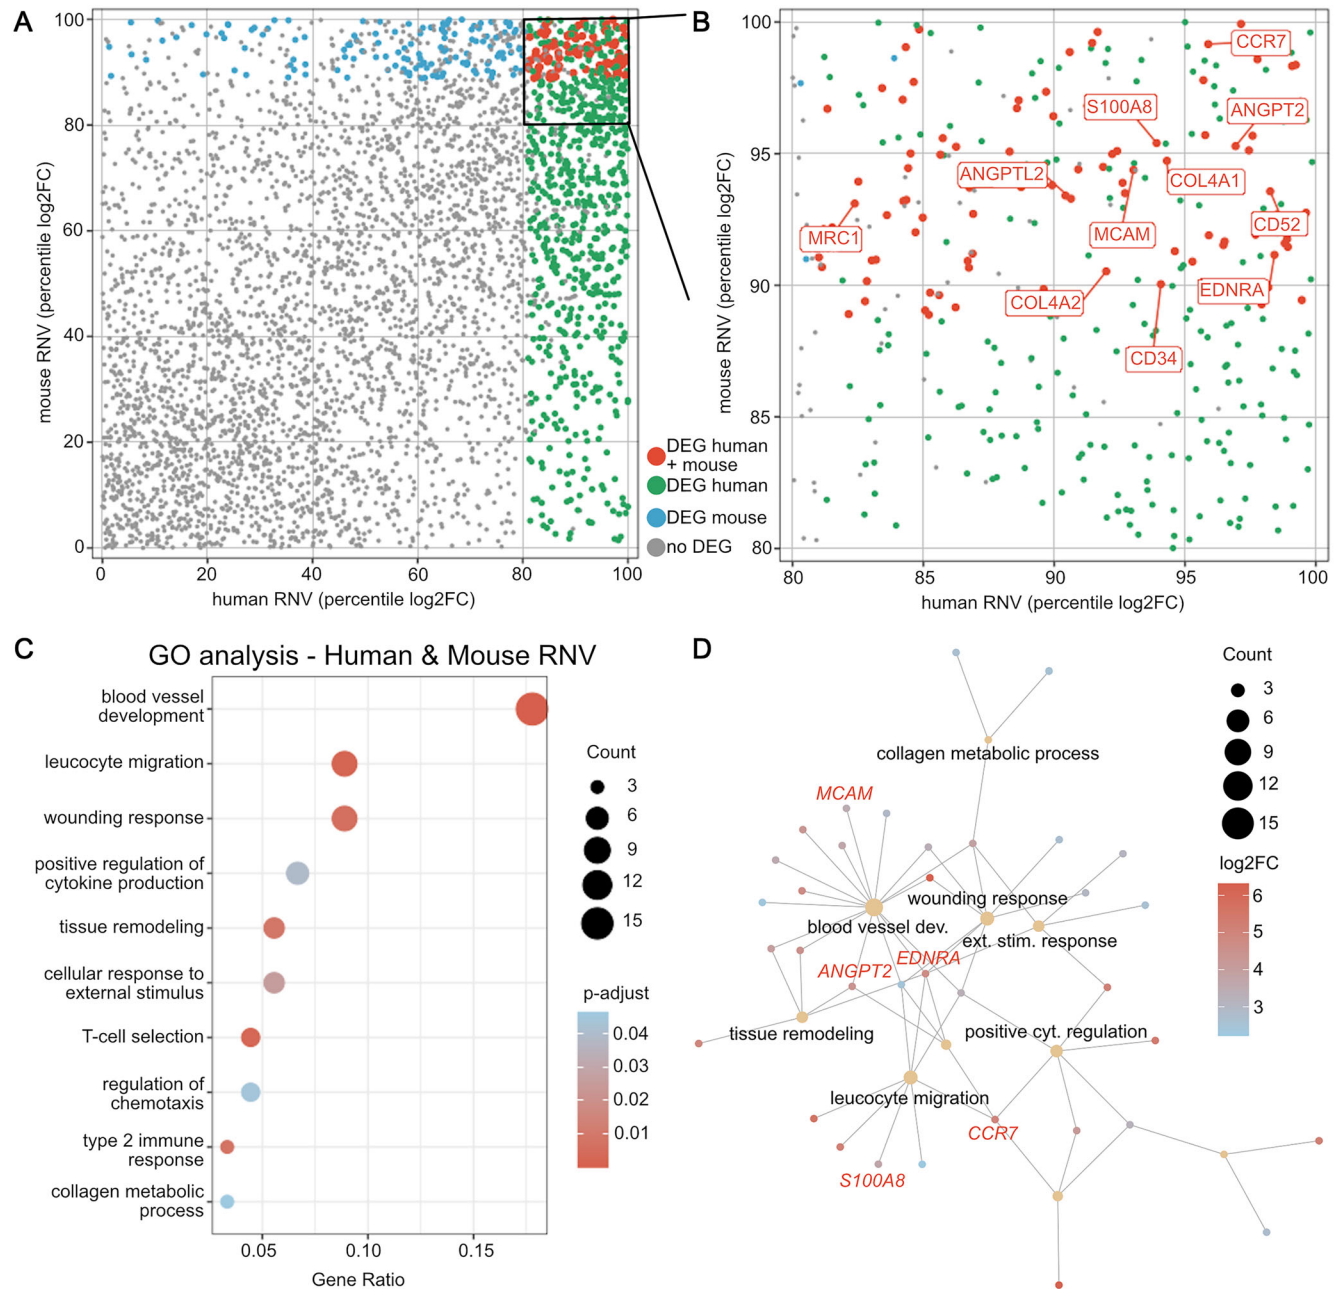 A
100
80
60
40
20
0
mouse RNV (percentile log2FC)
0
20
40
60
80
100
human RNV (percentile log2FC)
DEG human
+ mouse
DEG human
DEG mouse
no DEG
B
100
95
90
85
80
mouse RNV (percentile log2FC)
CCR7
S100A8
ANGPT2
ANGPTL2
COL4A1
MRC1
MCAM
CD52
COL4A2
EDNRA
CD34
80
85
90
95
100
human RNV (percentile log2FC)
C
GO analysis - Human & Mouse RNV
blood vessel
development
leucocyte migration
wounding response
positive regulation of
cytokine production
tissue remodeling
cellular response to
external stimulus
T-cell selection
regulation of
chemotaxis
type 2 immune
response
collagen metabolic
process
0.05
0.10
0.15
Gene Ratio
Count
3
6
9
12
15
p-adjust
0.04
0.03
0.02
0.01
D
collagen metabolic process
MCAM
wounding response
blood vessel dev.
ext. stim. response
EDNRA
ANGPT2
tissue remodeling
positive cyt. regulation
leucocyte migration
CCR7
S100A8
Count
3
6
9
12
15
log2FC
6
5
4
3